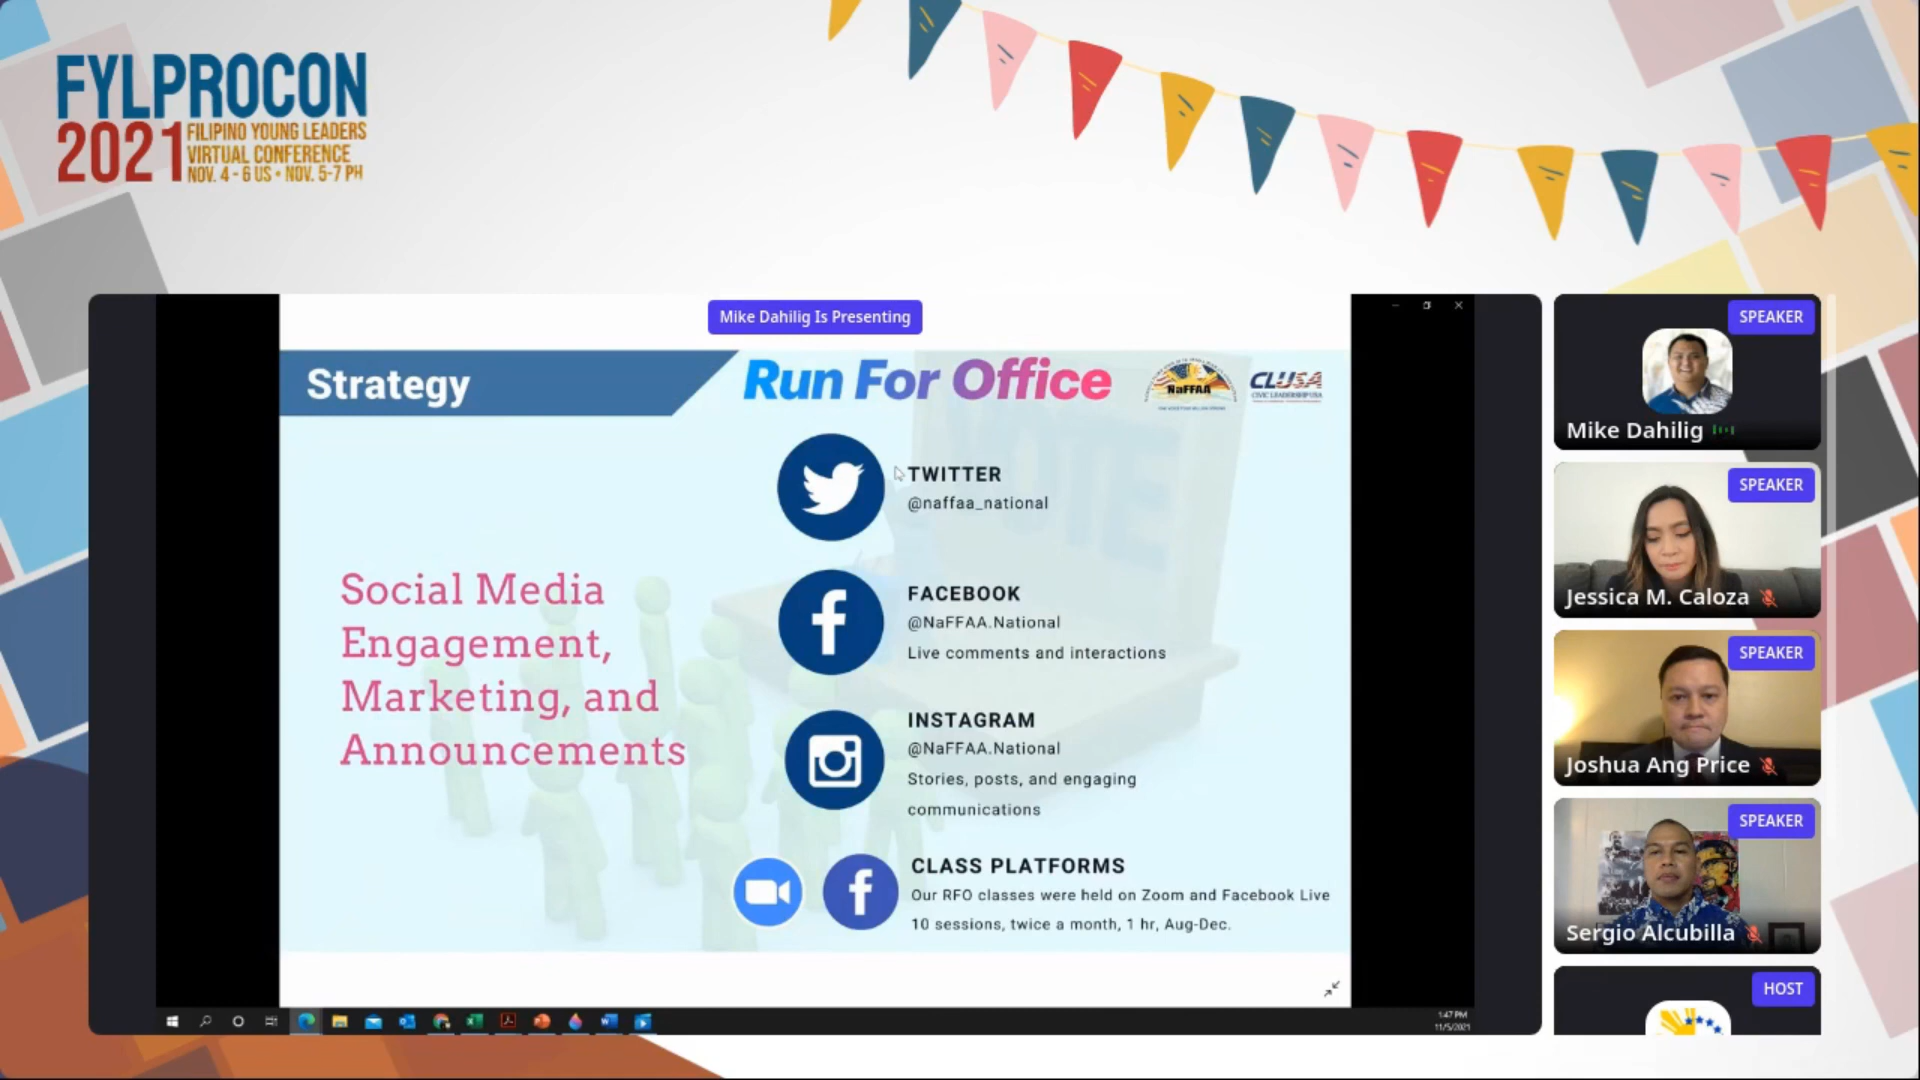 FYLPROCON
2021
FILIPINO YOUNG LEADERS
VIRTUAL CONFERENCE
NOV. 4 - 6 US • NOV. 5-7 PH
Mike Dahilig Is Presenting
Strategy
Run For Office
NaFFAA
CLUSA
CIVIC LEADERSHIP USA
VOTE
TWITTER
@naffaa_national
Social Media
Engagement,
Marketing, and
Announcements
FACEBOOK
@NaFFAA.National
Live comments and interactions
INSTAGRAM
@NaFFAA.National
Stories, posts, and engaging
communications
CLASS PLATFORMS
Our RFO classes were held on Zoom and Facebook Live
10 sessions, twice a month, 1 hr, Aug-Dec.
1:47 PM
11/5/2021
SPEAKER
Mike Dahilig
SPEAKER
Jessica M. Caloza
SPEAKER
Joshua Ang Price
SPEAKER
Sergio Alcubilla
HOST